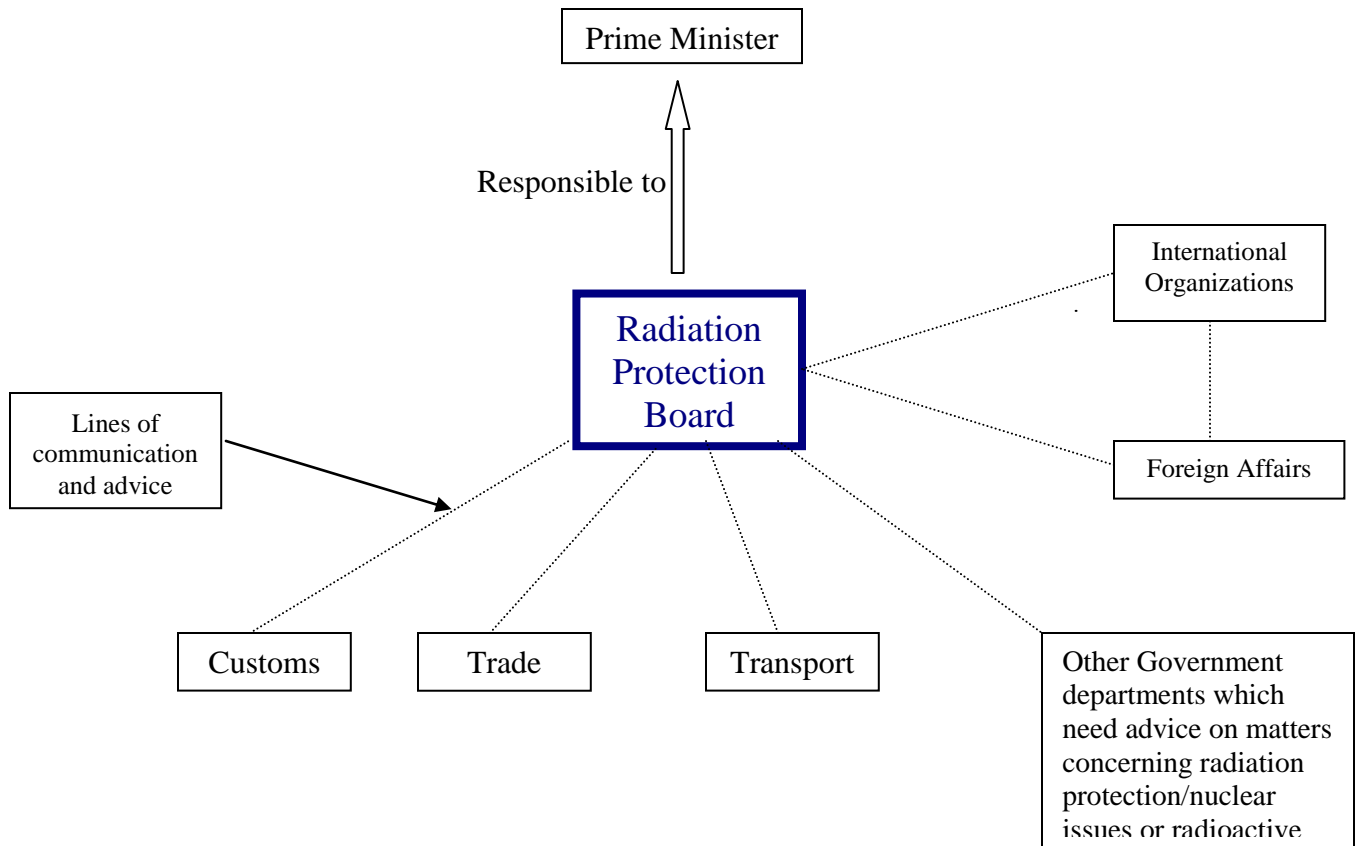 Prime Minister
Responsible to
International
Organizations
Radiation
Protection
Board
Lines of
communication
and advice
Foreign Affairs
Customs
Trade
Transport
Other Government
departments which
need advice on matters
concerning radiation
protection/nuclear
issues or radioactive